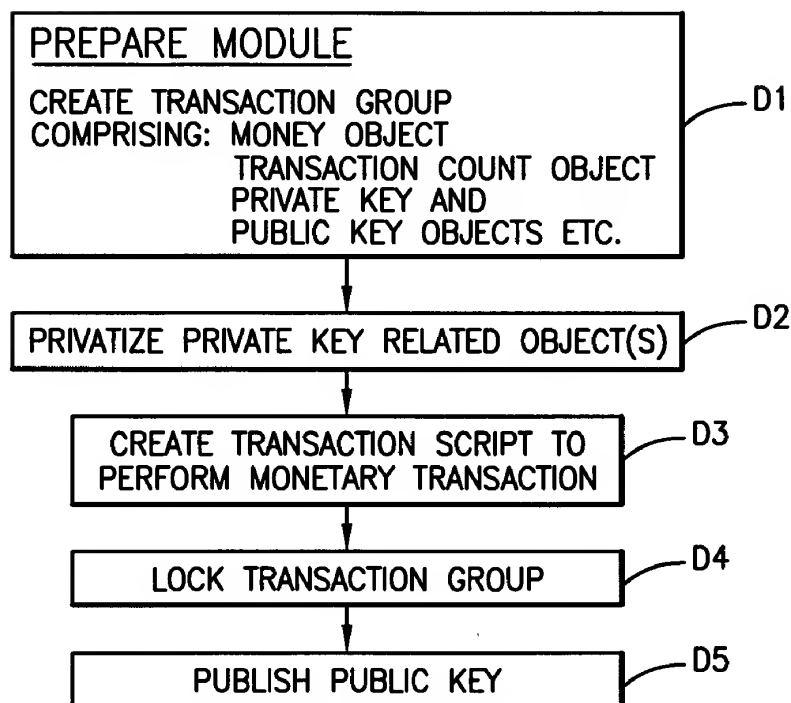 PREPARE MODULE
CREATE TRANSACTION GROUP
COMPRISING: MONEY OBJECT
TRANSACTION COUNT OBJECT
PRIVATE KEY AND
PUBLIC KEY OBJECTS ETC.
D1
PRIVATIZE PRIVATE KEY RELATED OBJECT(S)
D2
CREATE TRANSACTION SCRIPT TO
PERFORM MONETARY TRANSACTION
D3
LOCK TRANSACTION GROUP
D4
PUBLISH PUBLIC KEY
D5